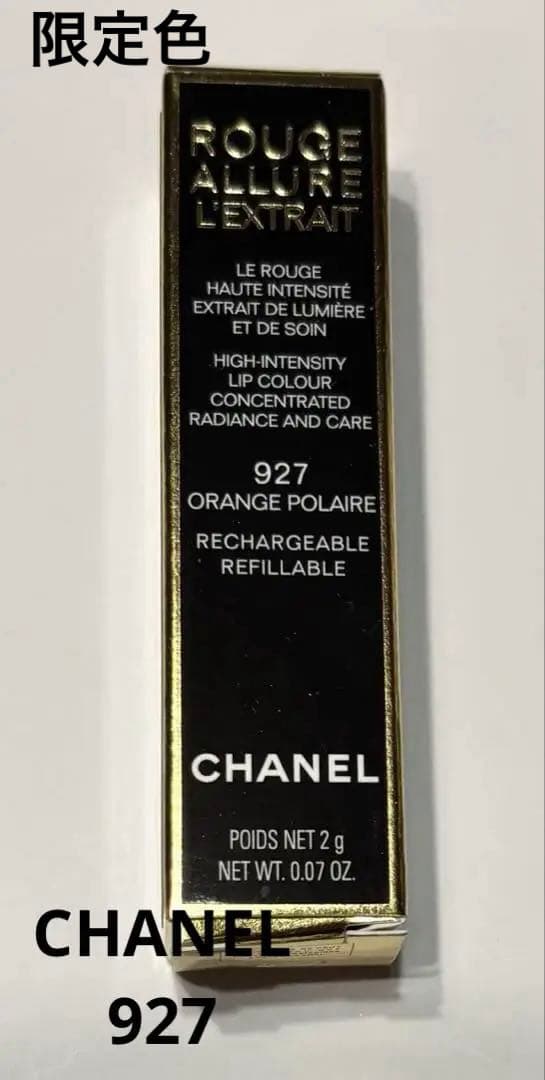 限定色
ROUGE
ALLURE
L'EXTRAIT
LE ROUGE
HAUTE INTENSITÉ
EXTRAIT DE LUMIÈRE
ET DE SOIN
HIGH-INTENSITY
LIP COLOUR
CONCENTRATED
RADIANCE AND CARE
927
ORANGE POLAIRE
RECHARGEABLE
REFILLABLE
CHANEL
POIDS NET 2 g
NET WT. 0.07 OZ.
CHANEL
927